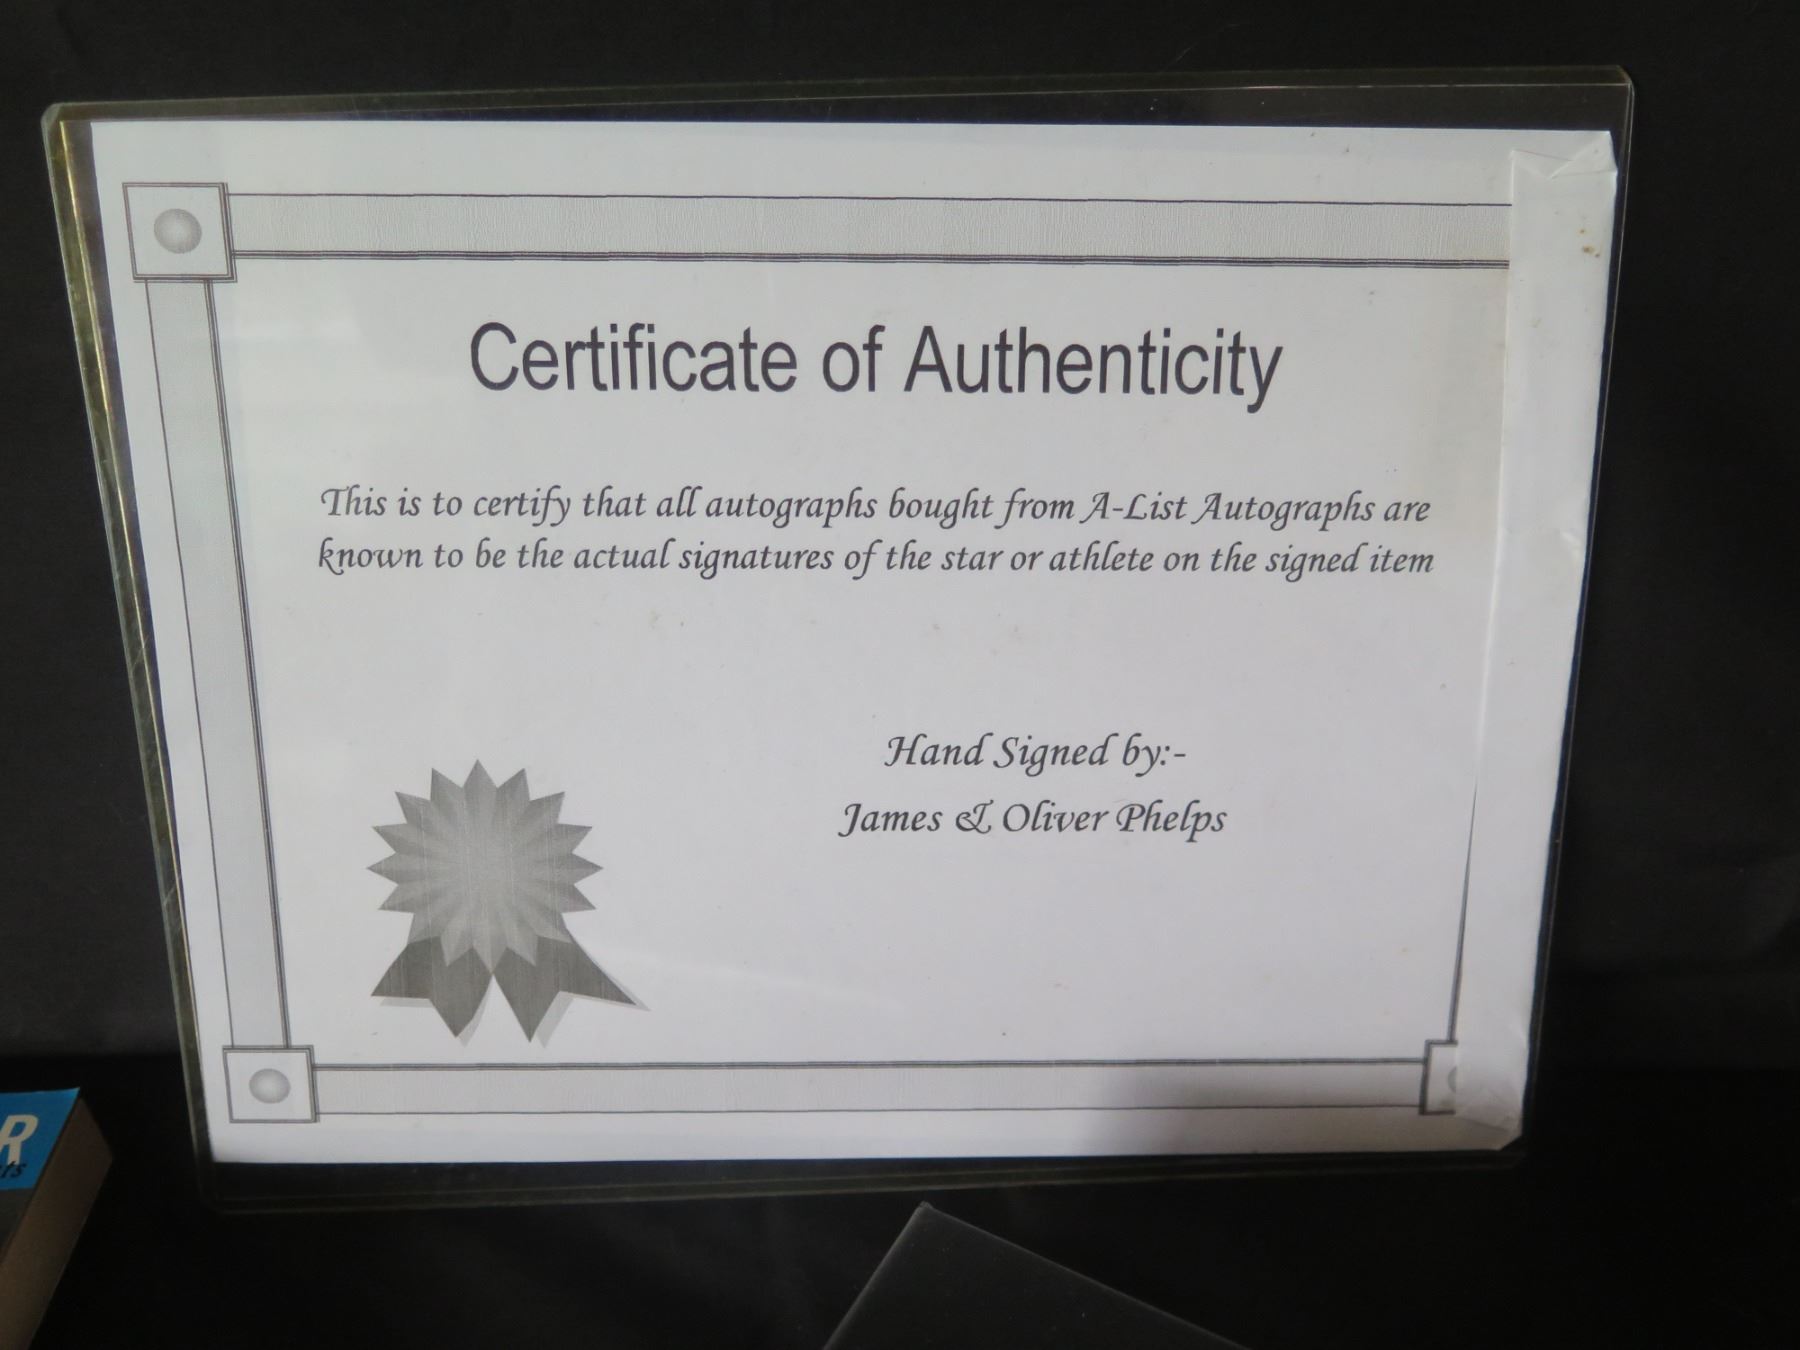 Certificate of Authenticity
This is to certify that all autographs bought from A-List Autographs are
known to be the actual signatures of the star or athlete on the signed item
Hand Signed by:-
James & Oliver Phelps
R
ts